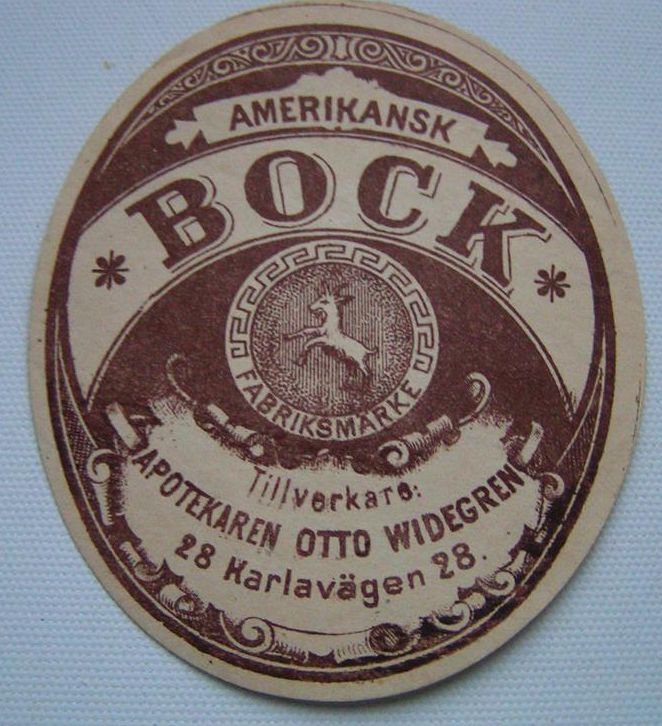 AMERIKANSK
BOCK
FABRIKSMÄRKE
Tillverkare:
APOTEKAREN OTTO WIDEGREN
28 Karlavägen 28.